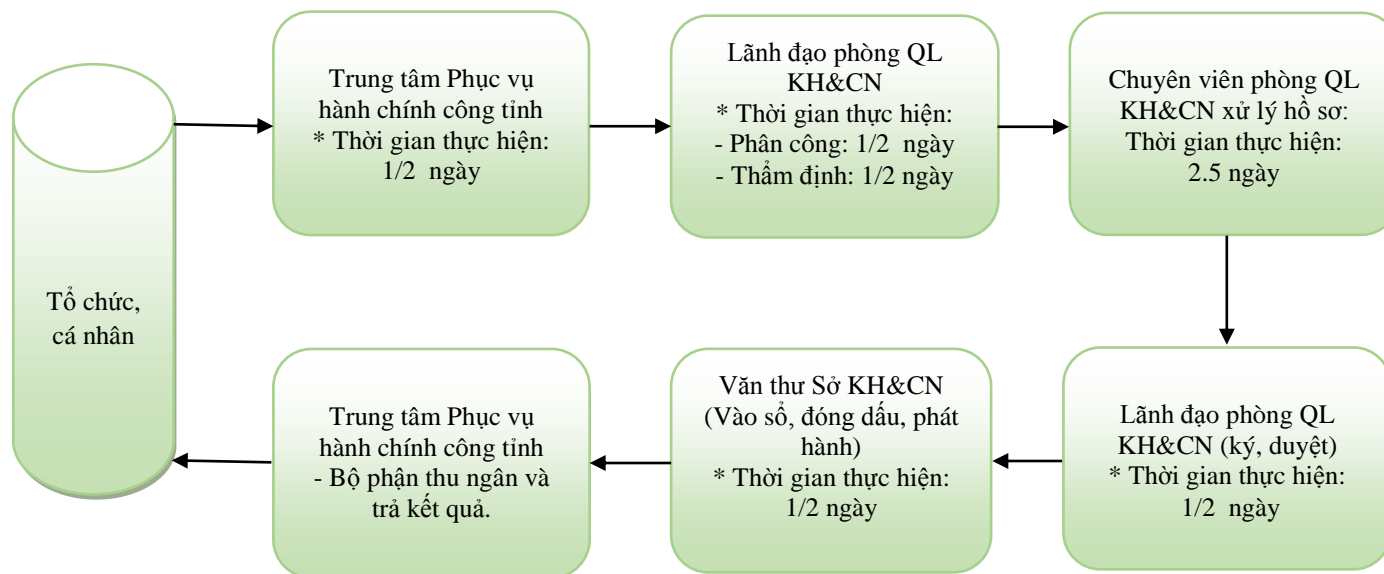 Tổ chức,
cá nhân
Trung tâm Phục vụ
hành chính công tỉnh
* Thời gian thực hiện:
1/2 ngày
Lãnh đạo phòng QL
KH&CN
* Thời gian thực hiện:
- Phân công: 1/2 ngày
- Thẩm định: 1/2 ngày
Chuyên viên phòng QL
KH&CN xử lý hồ sơ:
Thời gian thực hiện:
2.5 ngày
Lãnh đạo phòng QL
KH&CN (ký, duyệt)
* Thời gian thực hiện:
1/2 ngày
Văn thư Sở KH&CN
(Vào sổ, đóng dấu, phát
hành)
* Thời gian thực hiện:
1/2 ngày
Trung tâm Phục vụ
hành chính công tỉnh
- Bộ phận thu ngân và
trả kết quả.